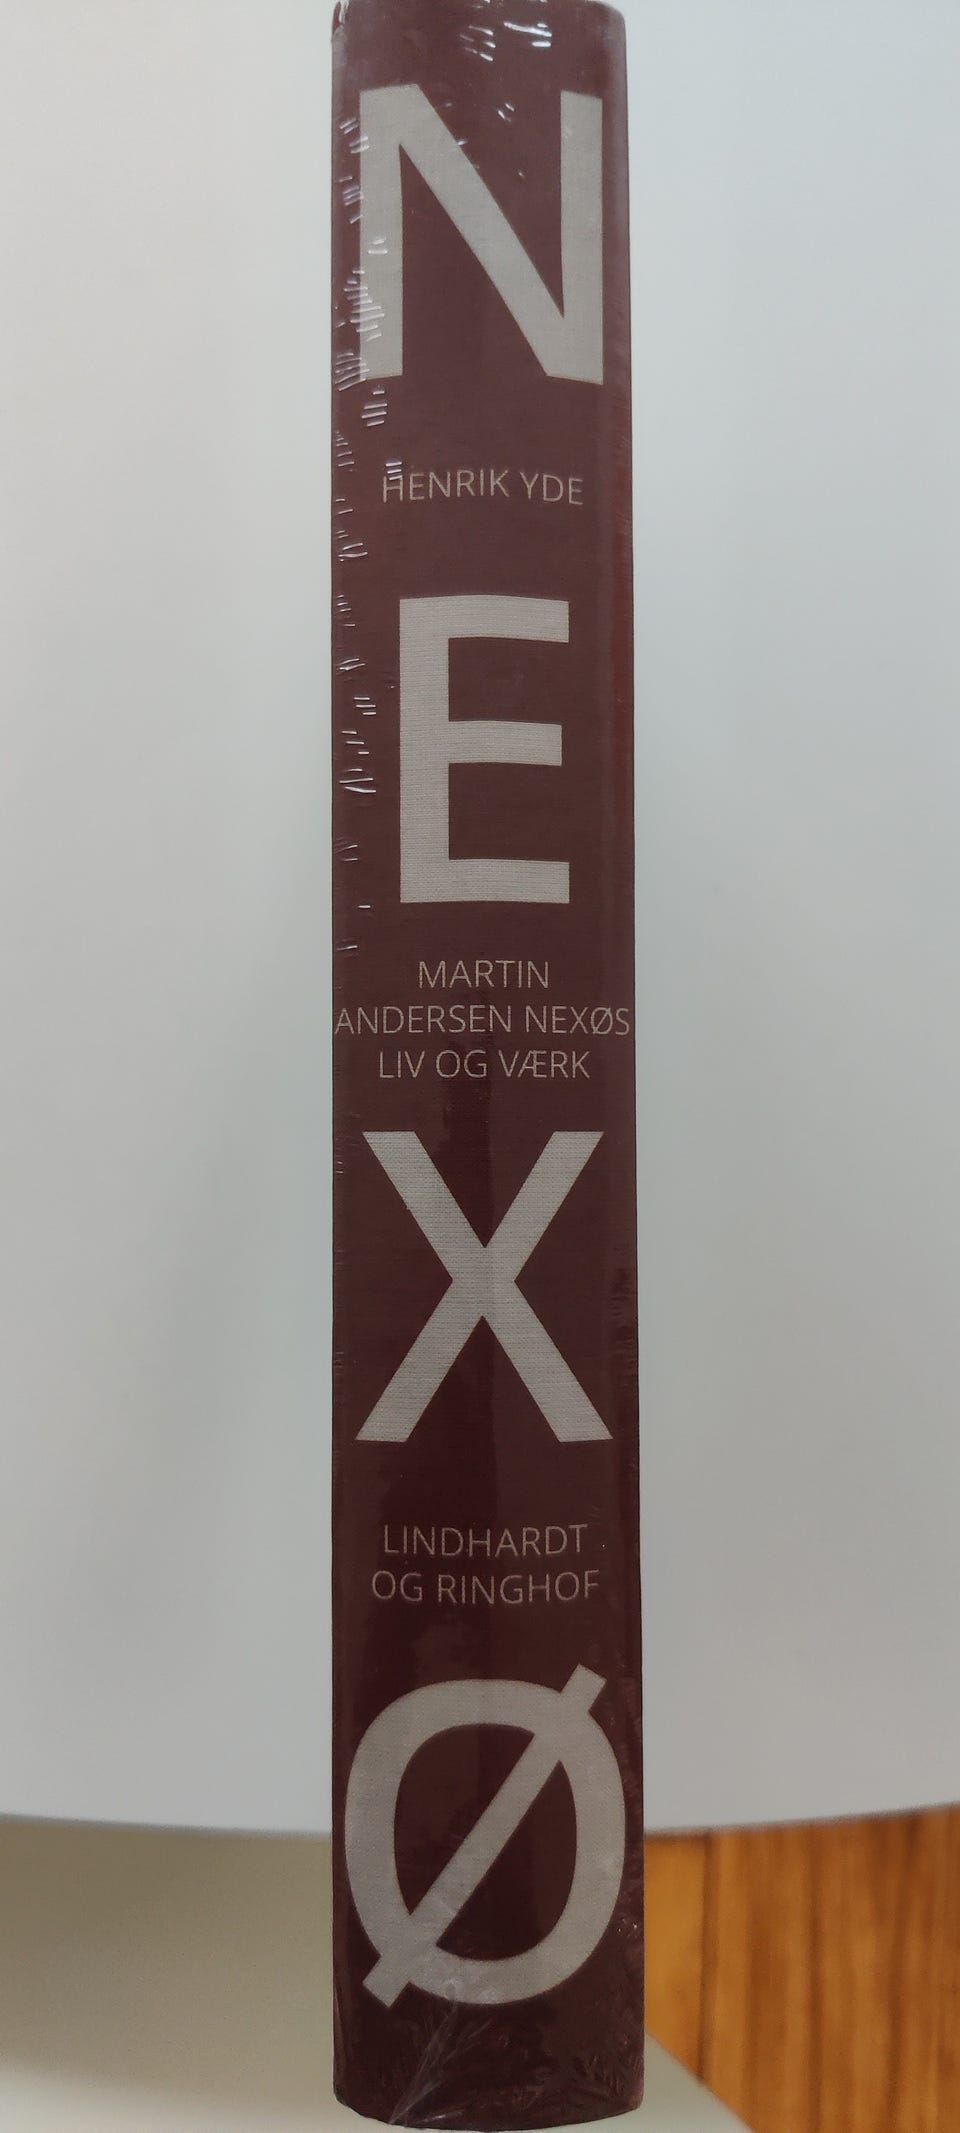 N
HENRIK YDE
E
MARTIN
ANDERSEN NEXØS
LIV OG VÆRK
X
LINDHARDT
OG RINGHOF
Ø